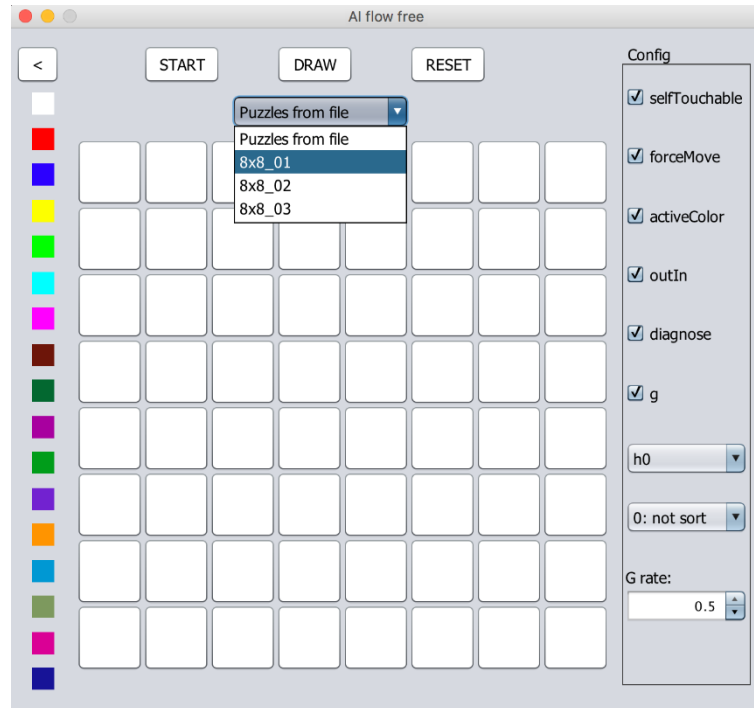 AI flow free
< START DRAW RESET
Config
Puzzles from file
Puzzles from file
8x8_01
8x8_02
8x8_03
selfTouchable
forceMove
activeColor
outIn
diagnose
g
h0
0: not sort
G rate:
0.5